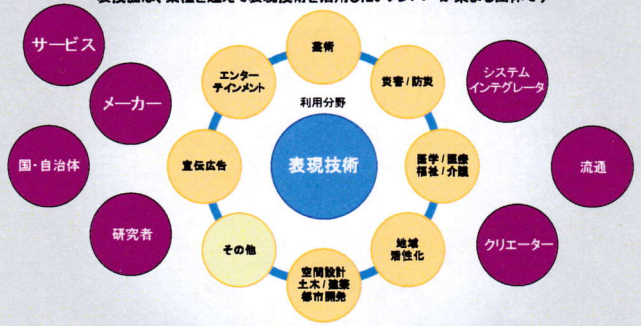 サービス
メーカー
国・自治体
研究者
エンター
テインメント
芸術
災害/防災
利用分野
表現技術
宣伝広告
医学/医療
福祉/介護
その他
地域
活性化
空間設計
土木/建築
都市開発
システム
インテグレータ
流通
クリエーター